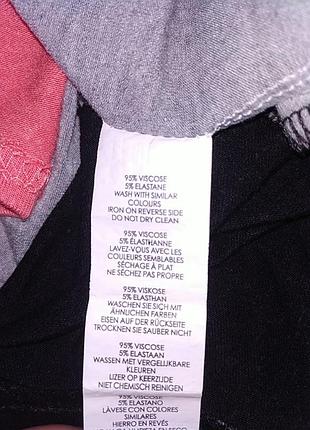 95% VISCOSE
5% ELASTANE
WASH WITH SIMILAR
COLOURS
IRON ON REVERSE SIDE
DO NOT DRY CLEAN
95% VISCOSE
5% ÉLASTHANNE
LAVEZ-VOUS AVEC LES
COULEURS SEMBLABLES
SÉCHAGE À PLAT
NE SÉCHEZ PAS PROPRE
95% VISKOSE
5% ELASTHAN
WASCHEN SIE SICH MIT
ÄHNLICHEN FARBEN
EISEN AUF DER RÜCKSEITE
TROCKNEN SIE SAUBER NICHT
95% VISCOSE
5% ELASTAAN
WASSEN MET VERGELIJKBARE
KLEUREN
IJZER OP KEERZIJDE
NIET CHEMISCH REINIGEN
95% VISCOSE
5% ELASTANO
LÁVESE CON COLORES
SIMILARES
HIERRO EN REVÉS